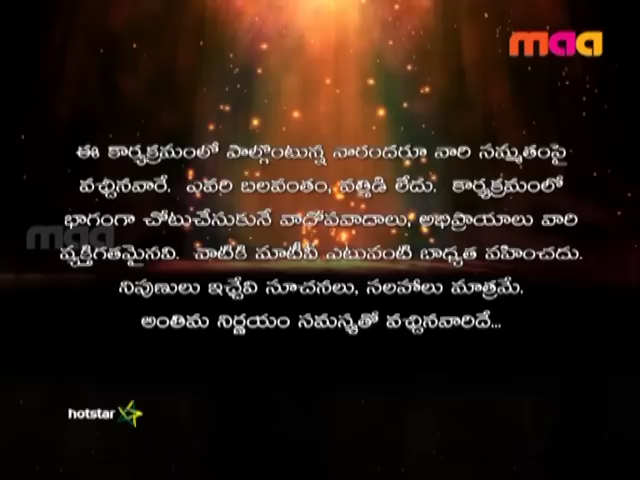 maa
ఈ కార్యక్రమంలో పాల్గొంటున్న వారందరూ వారి సమ్మతంపై
వచ్చినవారే. ఎవరి బలవంతం, వత్తిడి లేదు. కార్యక్రమంలో
భాగంగా చోటుచేసుకునే వాదోపవాదాలు, అభిప్రాయాలు వారి
maa
వ్యక్తిగతమైనవి. వాటికి మాటీవీ ఎటువంటి బాధ్యత వహించదు.
నిపుణులు ఇచ్చేవి సూచనలు, సలహాలు మాత్రమే.
అంతిమ నిర్ణయం సమస్యతో వచ్చినవారిదే...
hotstar